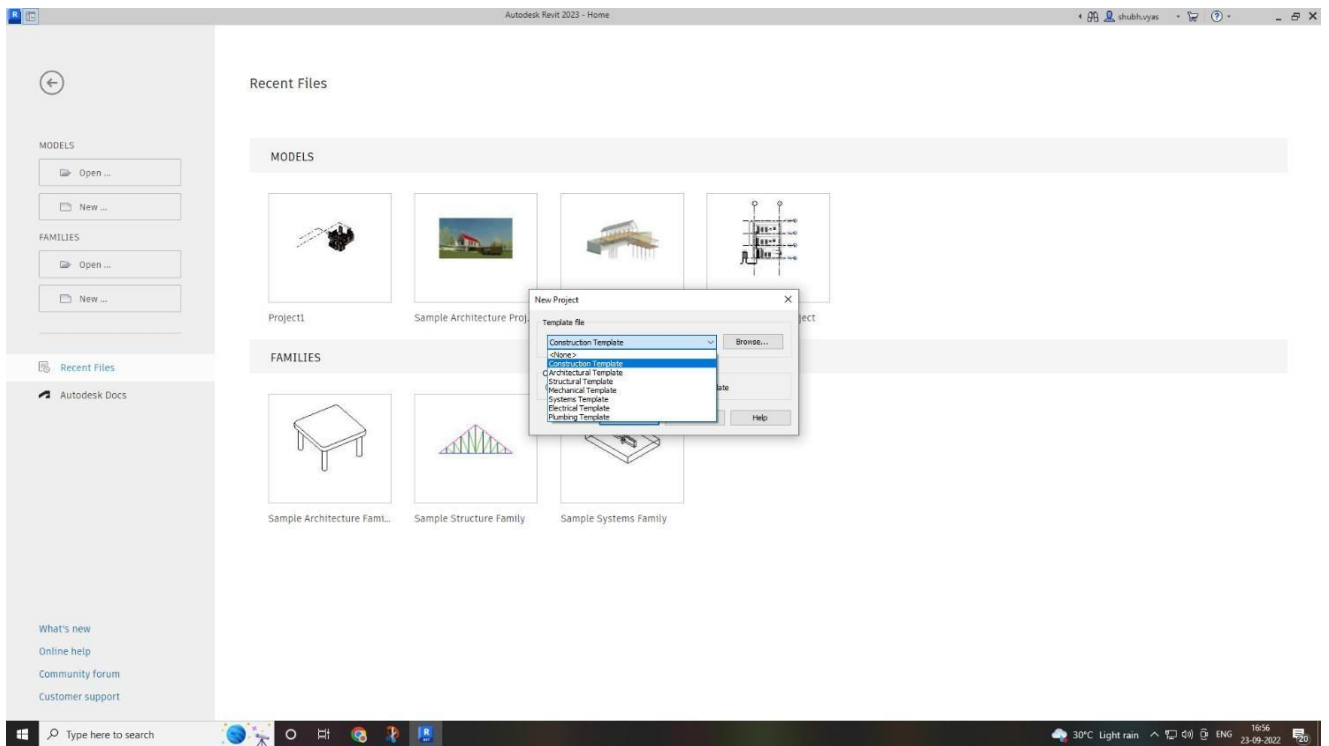 Autodesk Revit 2023 - Home
shubh.vyas
Recent Files
MODELS
Open ...
New ...
FAMILIES
Open ...
New ...
Recent Files
Autodesk Docs
What's new
Online help
Community forum
Customer support
MODELS
Project1
Sample Architecture Proj...
ject
FAMILIES
Sample Architecture Fami...
Sample Structure Family
Sample Systems Family
New Project
Template file
Construction Template
Browse...
<None>
Construction Template
Architectural Template
Structural Template
Mechanical Template
Systems Template
Electrical Template
Plumbing Template
late
Help
Type here to search
30°C Light rain
ENG
16:56
23-09-2022
20